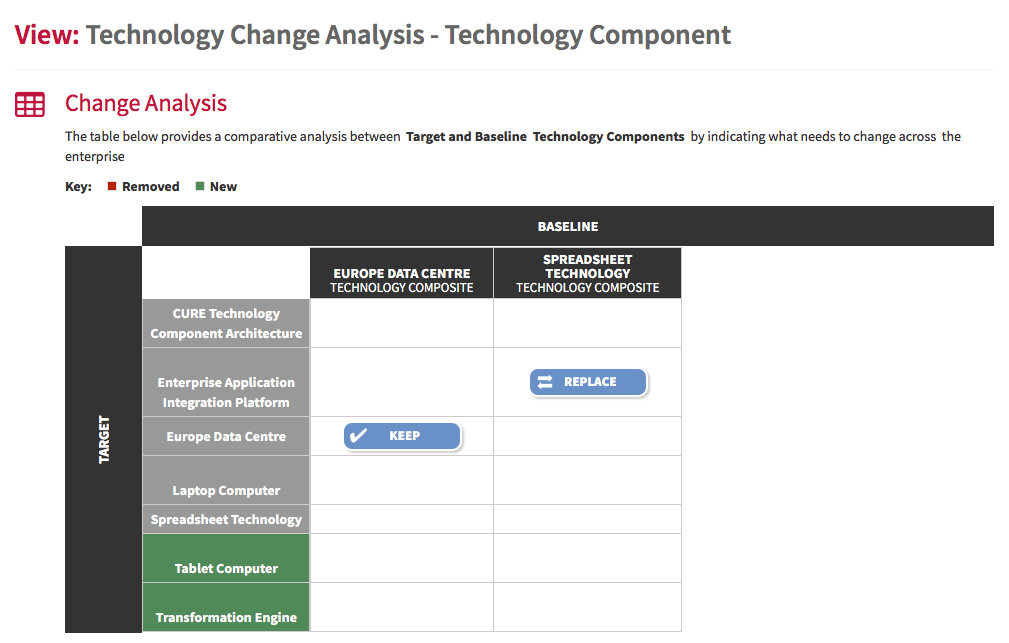 View: Technology Change Analysis - Technology Component
Change Analysis
The table below provides a comparative analysis between Target and Baseline Technology Components by indicating what needs to change across the
enterprise
Key: Removed New
BASELINE
EUROPE DATA CENTRE
TECHNOLOGY COMPOSITE
SPREADSHEET
TECHNOLOGY
TECHNOLOGY COMPOSITE
TARGET
CURE Technology
Component Architecture
Enterprise Application
Integration Platform
REPLACE
Europe Data Centre
KEEP
Laptop Computer
Spreadsheet Technology
Tablet Computer
Transformation Engine